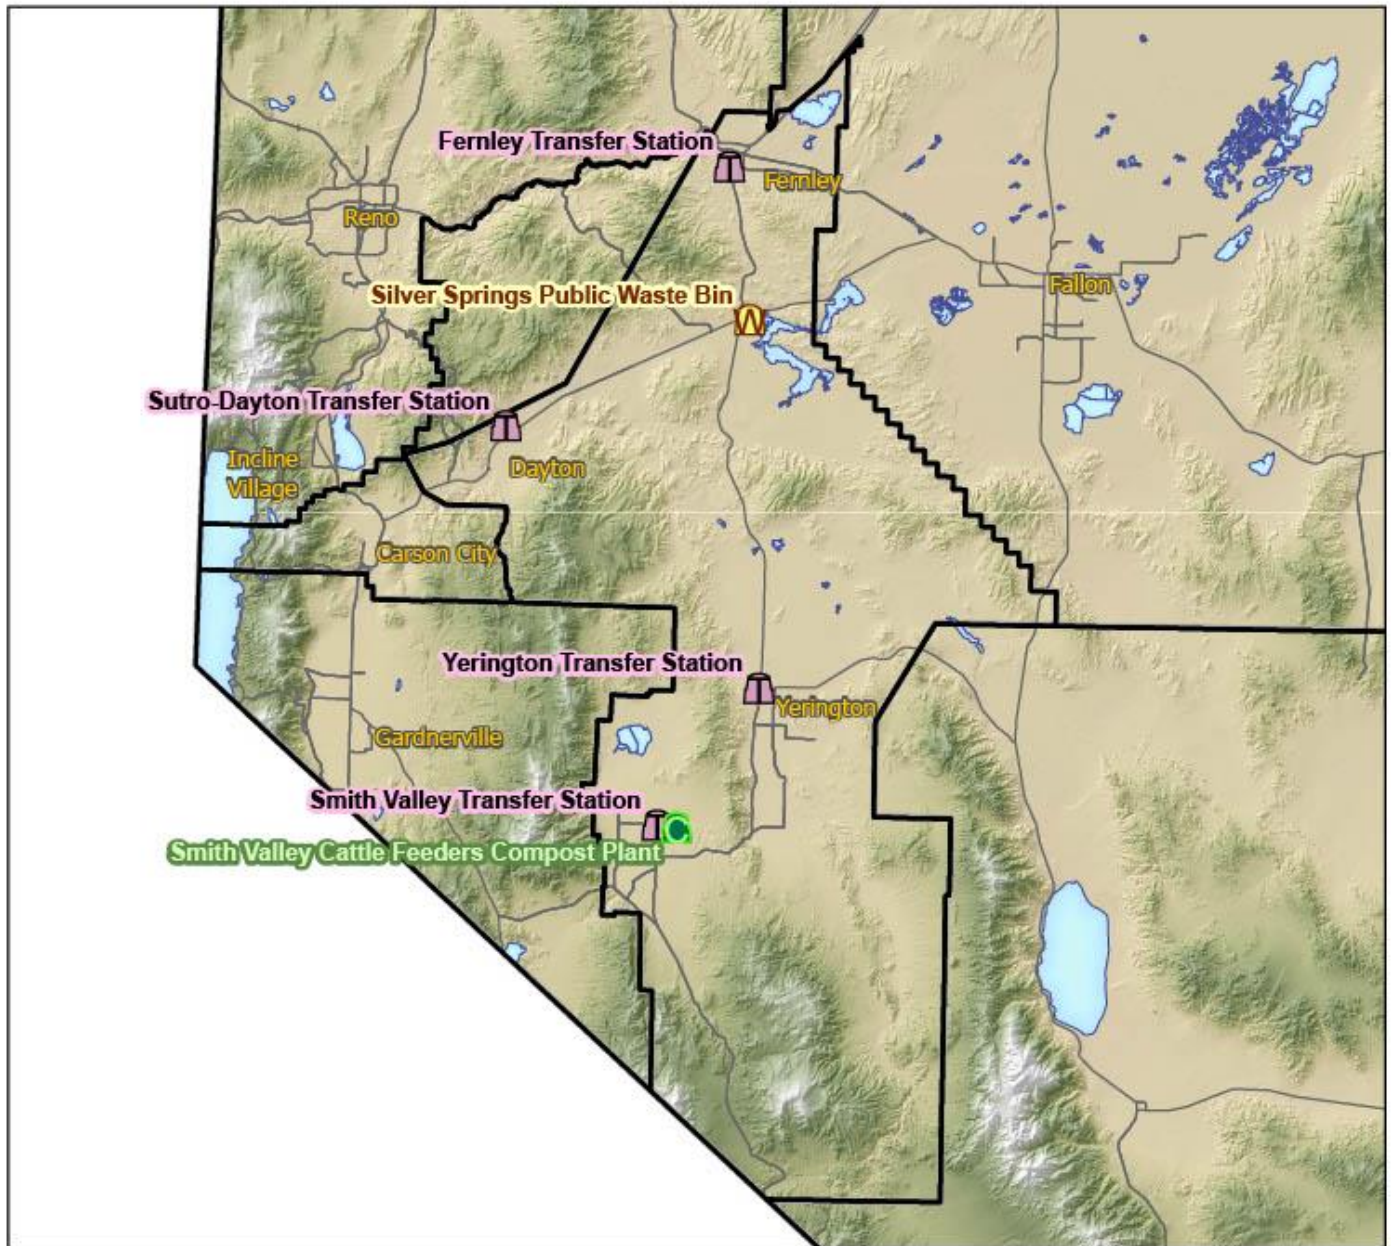 Fernley Transfer Station
Fernley
Reno
Fallon
Silver Springs Public Waste Bin
W
Sutro-Dayton Transfer Station
Incline
Village
Dayton
Carson City
Yerington Transfer Station
Yerington
Gardnerville
Smith Valley Transfer Station
C
Smith Valley Cattle Feeders Compost Plant